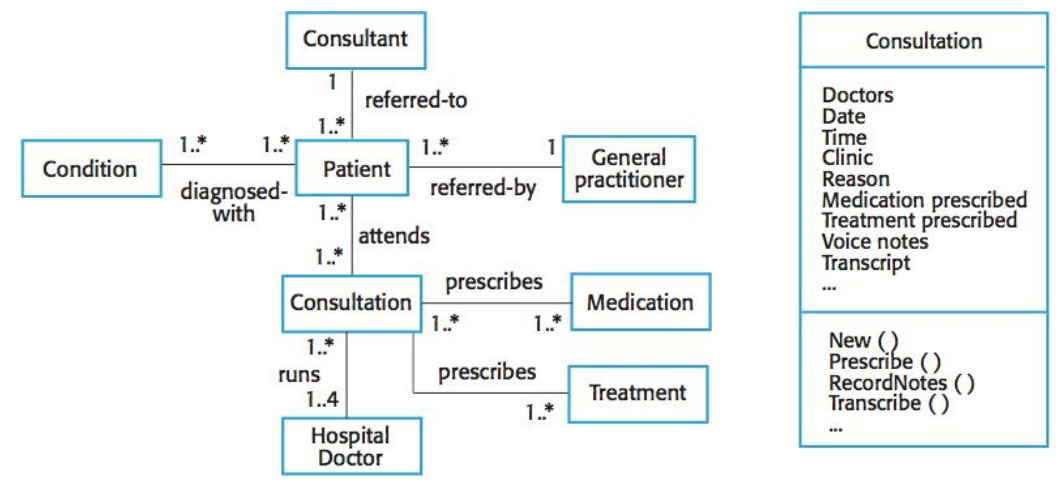 Consultant
1
referred-to
1..*
Condition
1..*
diagnosed-
with
1..*
Patient
1..*
referred-by
1
General
practitioner
1..*
attends
1..*
Consultation
prescribes
1..*
1..*
Medication
prescribes
1..*
Treatment
1..*
runs
1..4
Hospital
Doctor
Consultation
Doctors
Date
Time
Clinic
Reason
Medication prescribed
Treatment prescribed
Voice notes
Transcript
...
New ( )
Prescribe ( )
RecordNotes ( )
Transcribe ( )
...